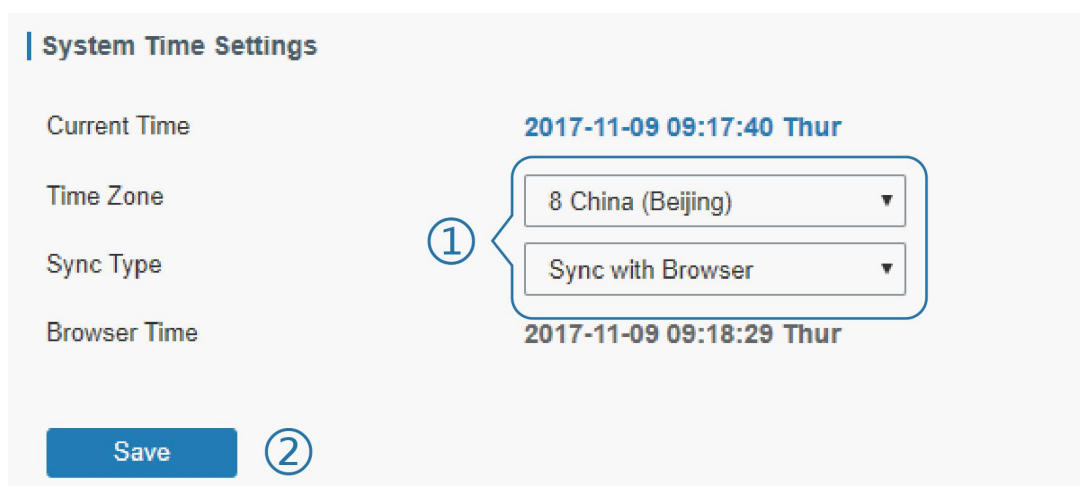 System Time Settings
Current Time 2017-11-09 09:17:40 Thur
Time Zone 8 China (Beijing)
①
Sync Type Sync with Browser
Browser Time 2017-11-09 09:18:29 Thur
Save ②